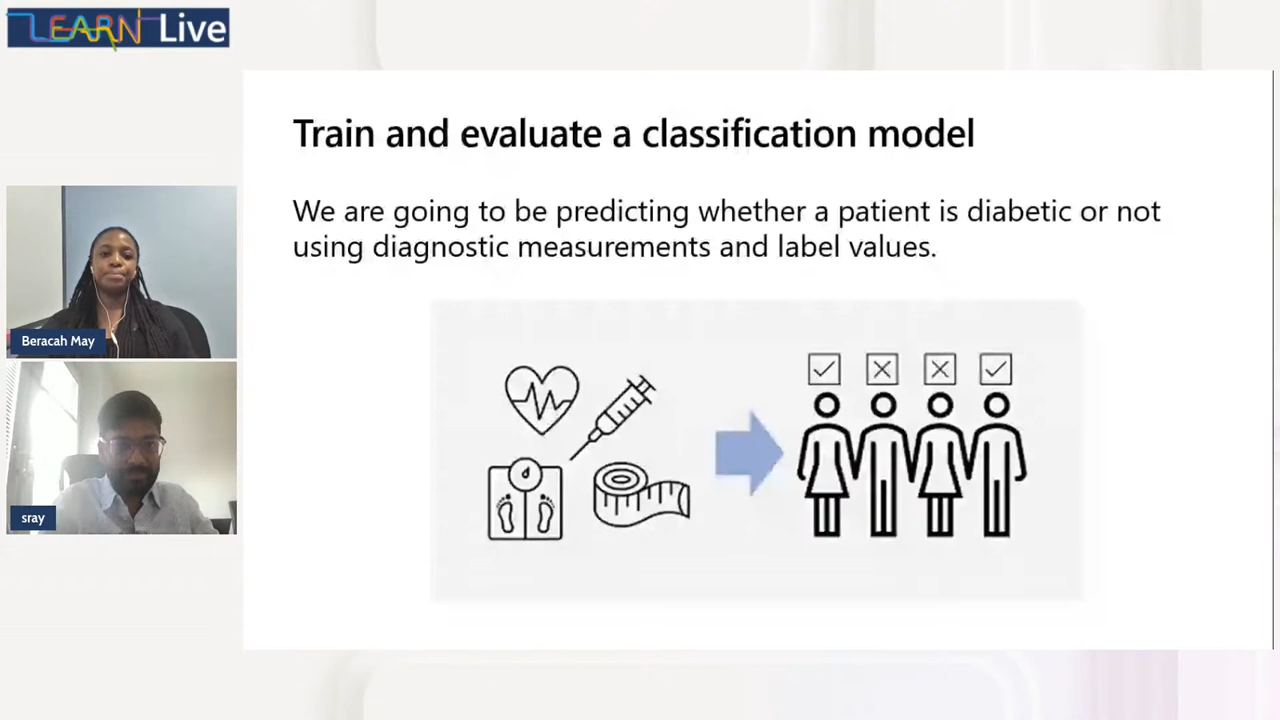 LEARN Live
Train and evaluate a classification model
We are going to be predicting whether a patient is diabetic or not
using diagnostic measurements and label values.
Beracah May
sray